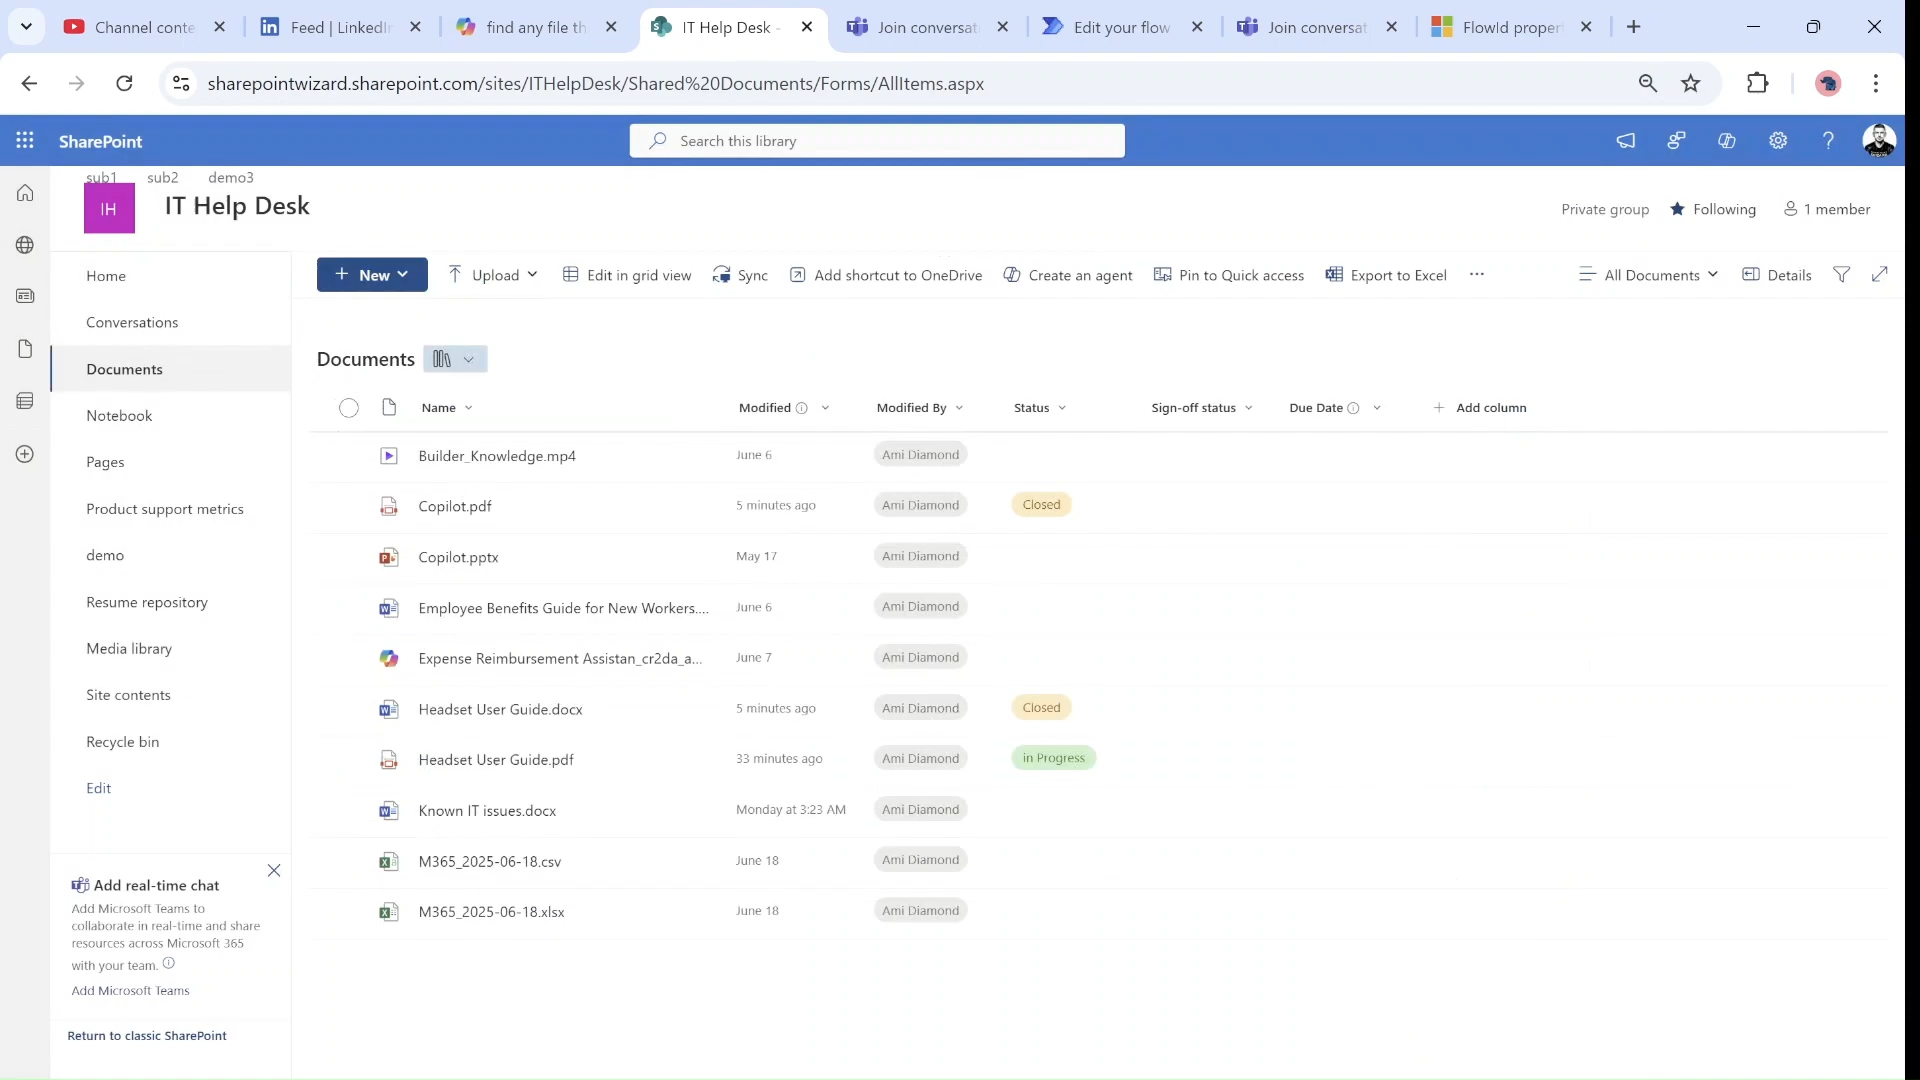 Channel conte
Feed | LinkedIn
find any file th
IT Help Desk -
Join conversat
Edit your flow
Join conversat
FlowId propert
sharepointwizard.sharepoint.com/sites/ITHelpDesk/Shared%20Documents/Forms/AllItems.aspx
SharePoint
Search this library
sub1 sub2 demo3
IH
IT Help Desk
Private group Following 1 member
Home
Conversations
Documents
Notebook
Pages
Product support metrics
demo
Resume repository
Media library
Site contents
Recycle bin
Edit
Add real-time chat
Add Microsoft Teams to
collaborate in real-time and share
resources across Microsoft 365
with your team.
Add Microsoft Teams
Return to classic SharePoint
+ New Upload Edit in grid view Sync Add shortcut to OneDrive Create an agent Pin to Quick access Export to Excel ... All Documents Details
Documents
Name Modified Modified By Status Sign-off status Due Date + Add column
Builder_Knowledge.mp4 June 6 Ami Diamond
Copilot.pdf 5 minutes ago Ami Diamond Closed
Copilot.pptx May 17 Ami Diamond
Employee Benefits Guide for New Workers.... June 6 Ami Diamond
Expense Reimbursement Assistan_cr2da_a... June 7 Ami Diamond
Headset User Guide.docx 5 minutes ago Ami Diamond Closed
Headset User Guide.pdf 33 minutes ago Ami Diamond in Progress
Known IT issues.docx Monday at 3:23 AM Ami Diamond
M365_2025-06-18.csv June 18 Ami Diamond
M365_2025-06-18.xlsx June 18 Ami Diamond